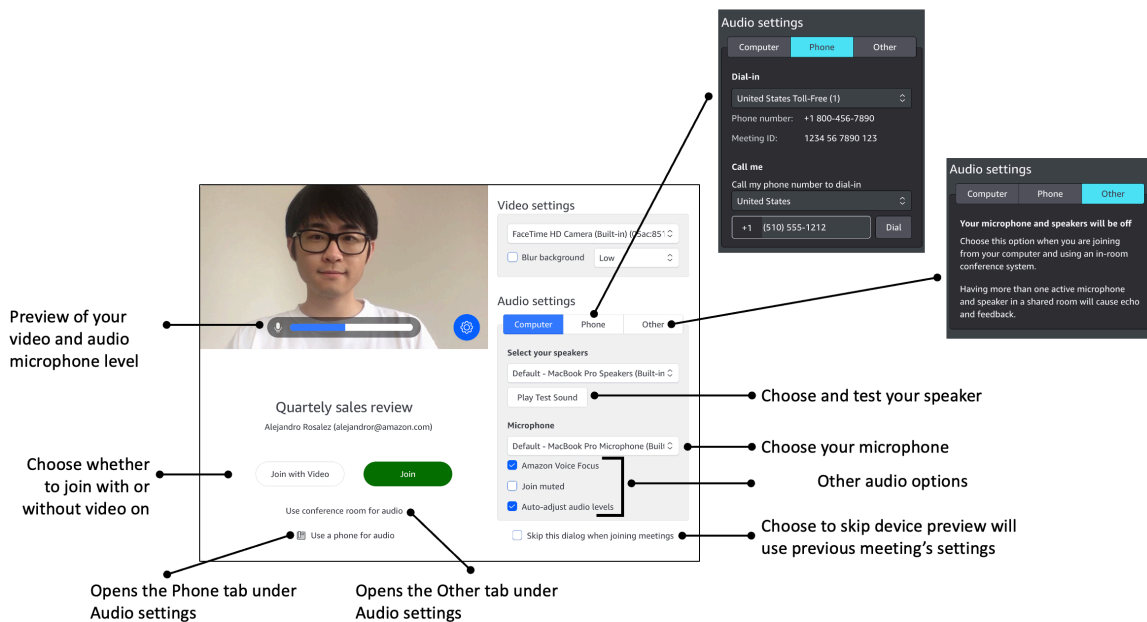 Audio settings
Computer
Phone
Other
Dial-in
United States Toll-Free (1)
Phone number: +1 800-456-7890
Meeting ID: 1234 56 7890 123
Call me
Call my phone number to dial-in
United States
+1 (510) 555-1212
Dial
Audio settings
Computer
Phone
Other
Your microphone and speakers will be off
Choose this option when you are joining
from your computer and using an in-room
conference system.
Having more than one active microphone
and speaker in a shared room will cause echo
and feedback.
Preview of your
video and audio
microphone level
Video settings
FaceTime HD Camera (Built-in) (05ac:851
Blur background
Low
Audio settings
Computer
Phone
Other
Select your speakers
Default - MacBook Pro Speakers (Built-in
Play Test Sound
Choose and test your speaker
Microphone
Default - MacBook Pro Microphone (Buil
Choose your microphone
Amazon Voice Focus
Join muted
Auto-adjust audio levels
Other audio options
Skip this dialog when joining meetings
Choose to skip device preview will
use previous meeting's settings
Quartely sales review
Alejandro Rosalez (alejandror@amazon.com)
Choose whether
to join with or
without video on
Join with Video
Join
Use conference room for audio
Use a phone for audio
Opens the Phone tab under
Audio settings
Opens the Other tab under
Audio settings